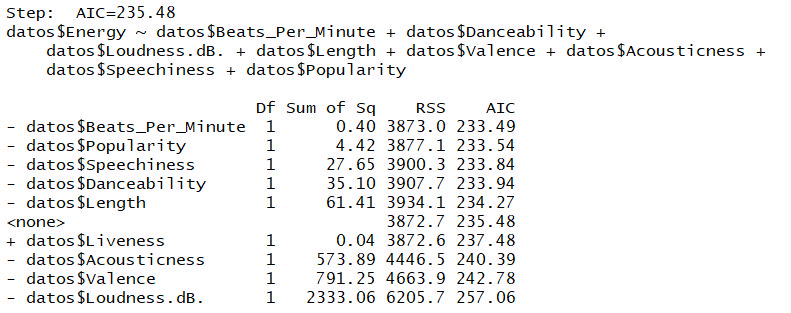 Step:  AIC=235.48
datos$Energy ~ datos$Beats_Per_Minute + datos$Danceability +
    datos$Loudness.dB. + datos$Length + datos$Valence + datos$Acousticness +
    datos$Speechiness + datos$Popularity
                         Df Sum of Sq    RSS    AIC
- datos$Beats_Per_Minute  1      0.40 3873.0 233.49
- datos$Popularity        1      4.42 3877.1 233.54
- datos$Speechiness       1     27.65 3900.3 233.84
- datos$Danceability      1     35.10 3907.7 233.94
- datos$Length            1     61.41 3934.1 234.27
<none>                                3872.7 235.48
+ datos$Liveness          1      0.04 3872.6 237.48
- datos$Acousticness      1    573.89 4446.5 240.39
- datos$Valence           1    791.25 4663.9 242.78
- datos$Loudness.dB.      1   2333.06 6205.7 257.06